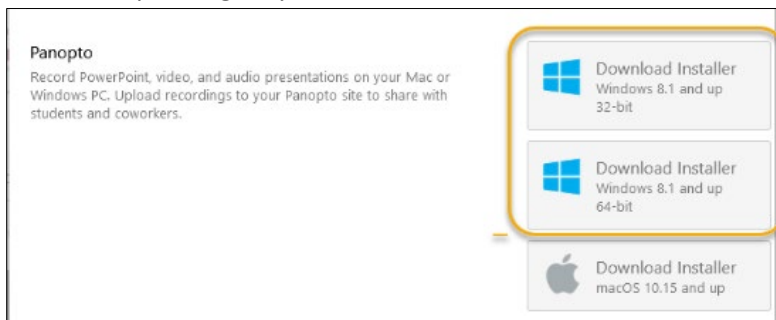 Panopto
Record PowerPoint, video, and audio presentations on your Mac or
Windows PC. Upload recordings to your Panopto site to share with
students and coworkers.
Download Installer
Windows 8.1 and up
32-bit
Download Installer
Windows 8.1 and up
64-bit
Download Installer
macOS 10.15 and up